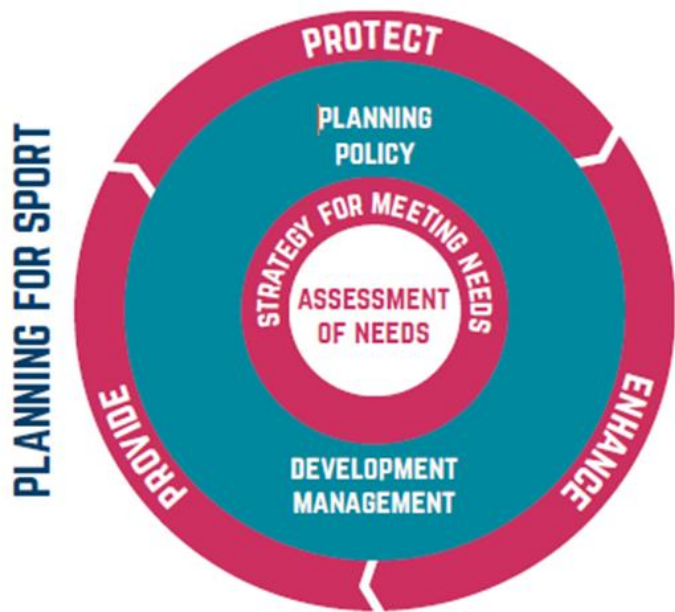 PLANNING FOR SPORT
PROTECT
ENHANCE
PROVIDE
PLANNING
POLICY
STRATEGY FOR MEETING NEEDS
ASSESSMENT
OF NEEDS
DEVELOPMENT
MANAGEMENT